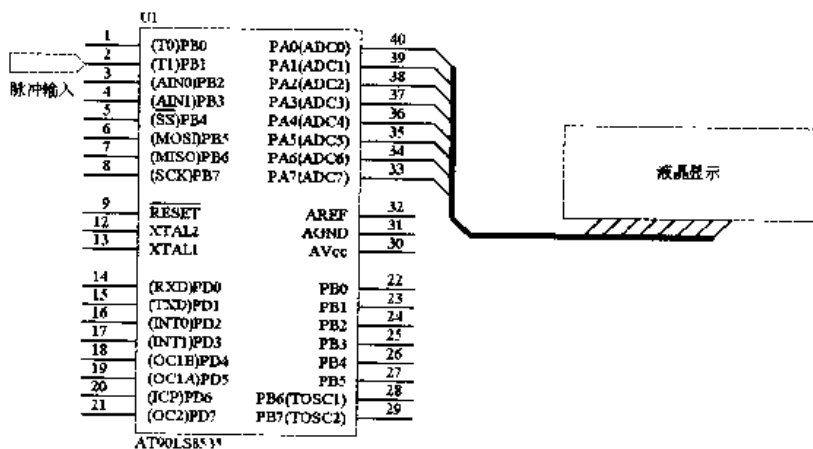 U1
1 (T0)PB0 PA0(ADC0) 40
2 (T1)PB1 PA1(ADC1) 39
脉冲输入
3 (AIN0)PB2 PA2(ADC2) 38
4 (AIN1)PB3 PA3(ADC3) 37
5 (SS)PB4 PA4(ADC4) 36
6 (MOSI)PB5 PA5(ADC5) 35
7 (MISO)PB6 PA6(ADC6) 34
8 (SCK)PB7 PA7(ADC7) 33
液晶显示
9 RESET AREF 32
12 XTAL2 AGND 31
13 XTAL1 AVcc 30
14 (RXD)PD0 PB0 22
15 (TXD)PD1 PB1 23
16 (INT0)PD2 PB2 24
17 (INT1)PD3 PB3 25
18 (OC1B)PD4 PB4 26
19 (OC1A)PD5 PB5 27
20 (ICP)PD6 PB6(TOSC1) 28
21 (OC2)PD7 PB7(TOSC2) 29
AT90LS8535